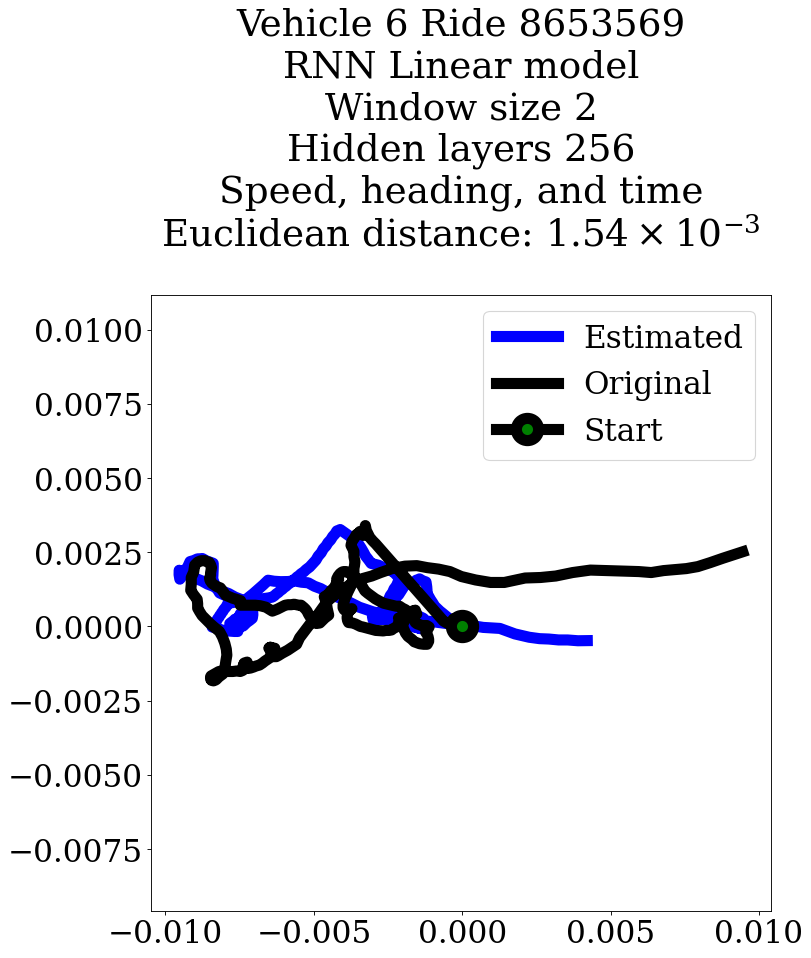 Vehicle 6 Ride 8653569
RNN Linear model
Window size 2
Hidden layers 256
Speed, heading, and time
Euclidean distance: 1.54 × 10⁻³
Estimated
Original
Start
0.0100
0.0075
0.0050
0.0025
0.0000
−0.0025
−0.0050
−0.0075
−0.010 −0.005 0.000 0.005 0.010